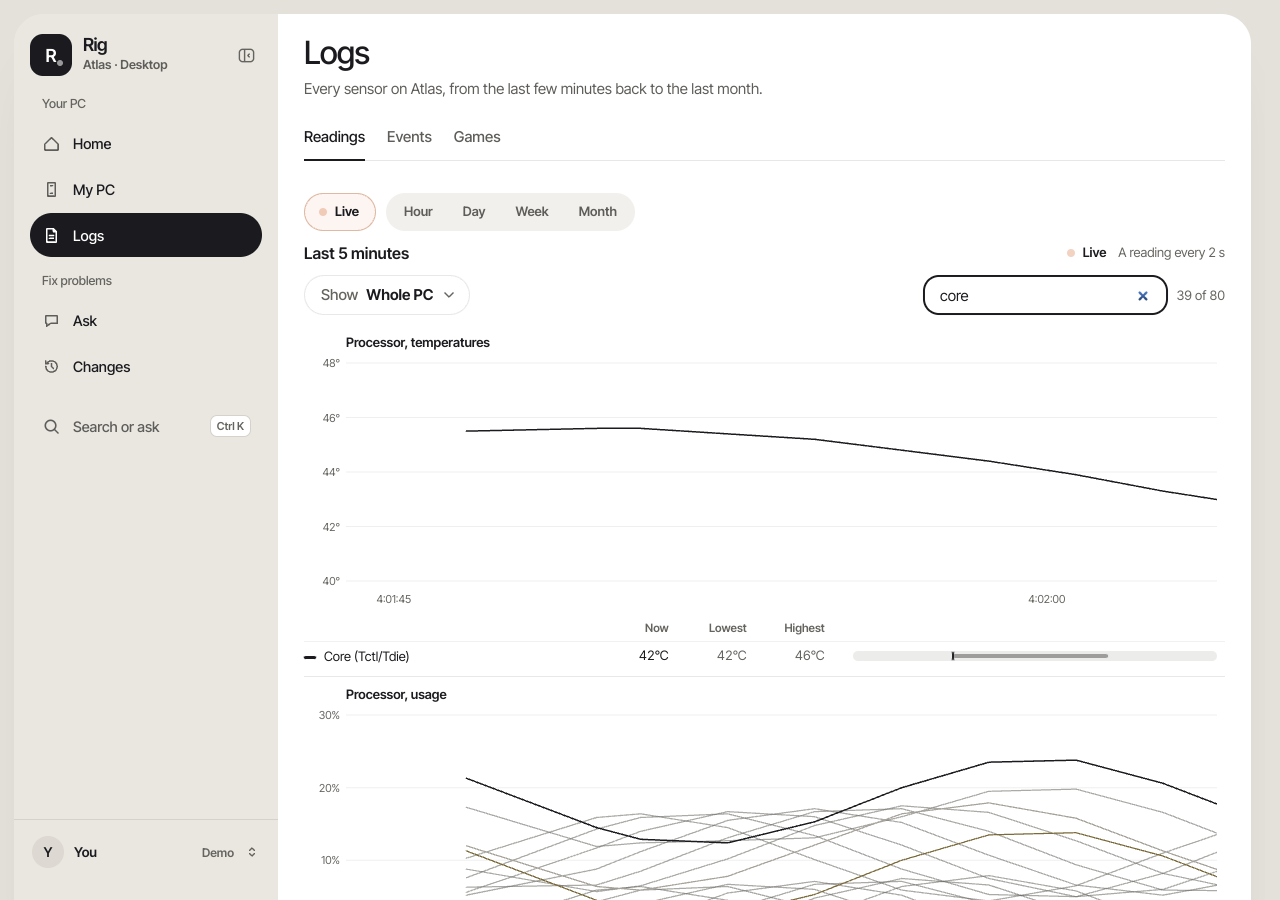 R.
Rig
Atlas · Desktop
Your PC
Home
My PC
Logs
Fix problems
Ask
Changes
Search or ask
Ctrl K
Y
You
Demo
Logs
Every sensor on Atlas, from the last few minutes back to the last month.
Readings Events Games
Live Hour Day Week Month
Last 5 minutes
Live A reading every 2 s
Show Whole PC
core
39 of 80
Processor, temperatures
48°
46°
44°
42°
40°
4:01:45 4:02:00
Now Lowest Highest
Core (Tctl/Tdie) 42°C 42°C 46°C
Processor, usage
30%
20%
10%